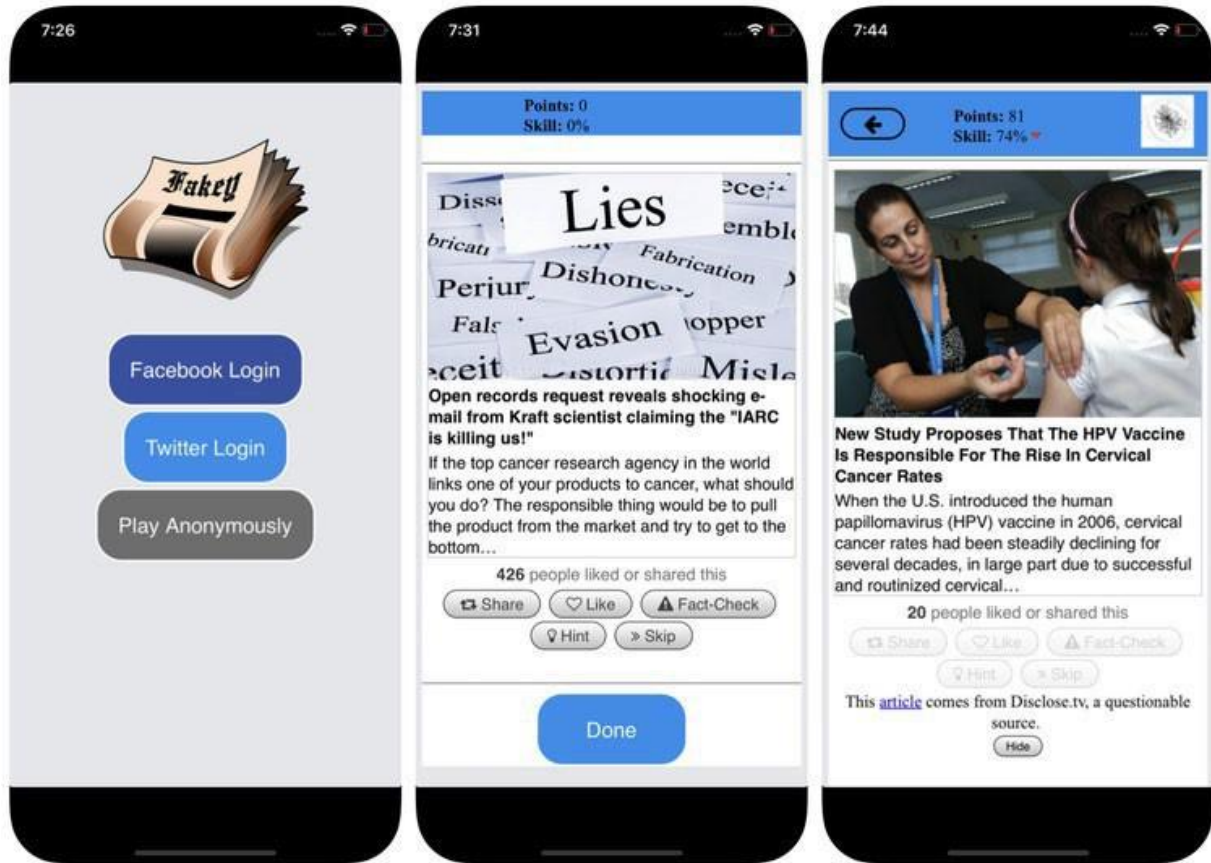 7:26
Fakey
Facebook Login
Twitter Login
Play Anonymously
7:31
Points: 0
Skill: 0%
Lies
Fabrication
Evasion
Open records request reveals shocking e-
mail from Kraft scientist claiming the "IARC
is killing us!"
If the top cancer research agency in the world
links one of your products to cancer, what should
you do? The responsible thing would be to pull
the product from the market and try to get to the
bottom...
426 people liked or shared this
Share Like Fact-Check
Hint Skip
Done
7:44
Points: 81
Skill: 74%
New Study Proposes That The HPV Vaccine
Is Responsible For The Rise In Cervical
Cancer Rates
When the U.S. introduced the human
papillomavirus (HPV) vaccine in 2006, cervical
cancer rates had been steadily declining for
several decades, in large part due to successful
and routinized cervical...
20 people liked or shared this
Share Like Fact-Check
Hint Skip
This article comes from Disclose.tv, a questionable
source.
Hide